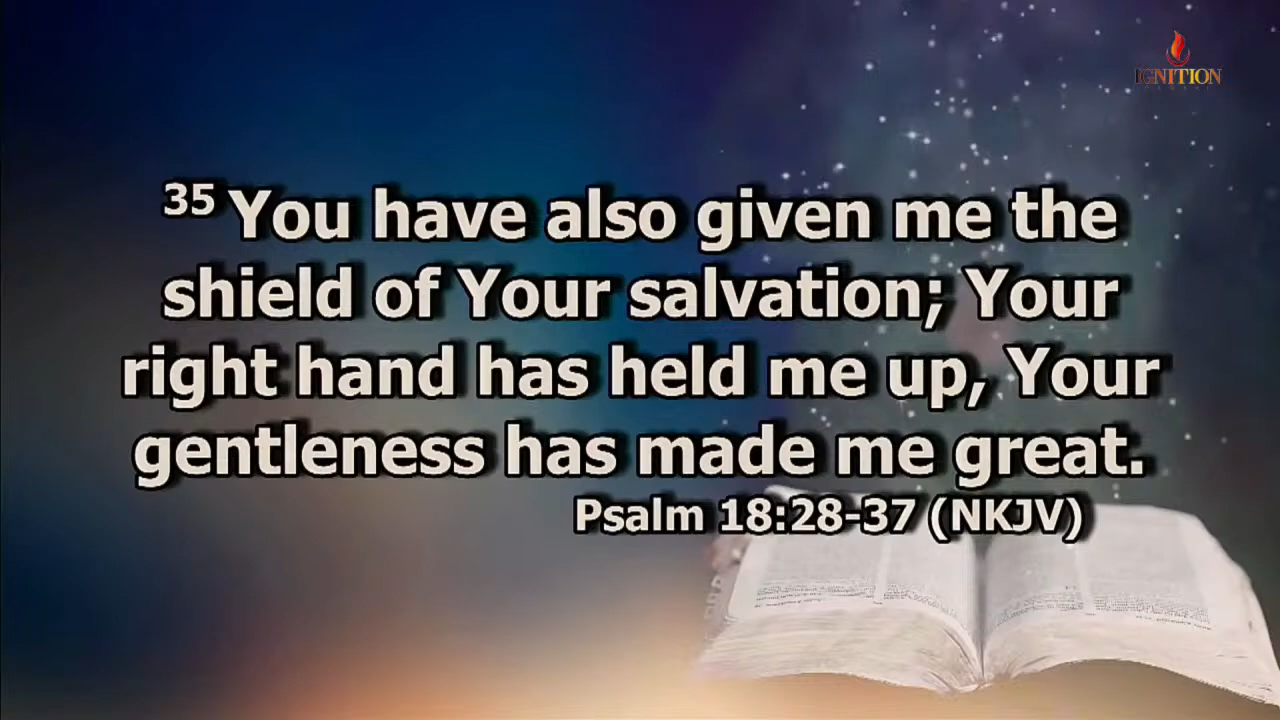 IGNITION
35 You have also given me the
shield of Your salvation; Your
right hand has held me up, Your
gentleness has made me great.
Psalm 18:28-37 (NKJV)